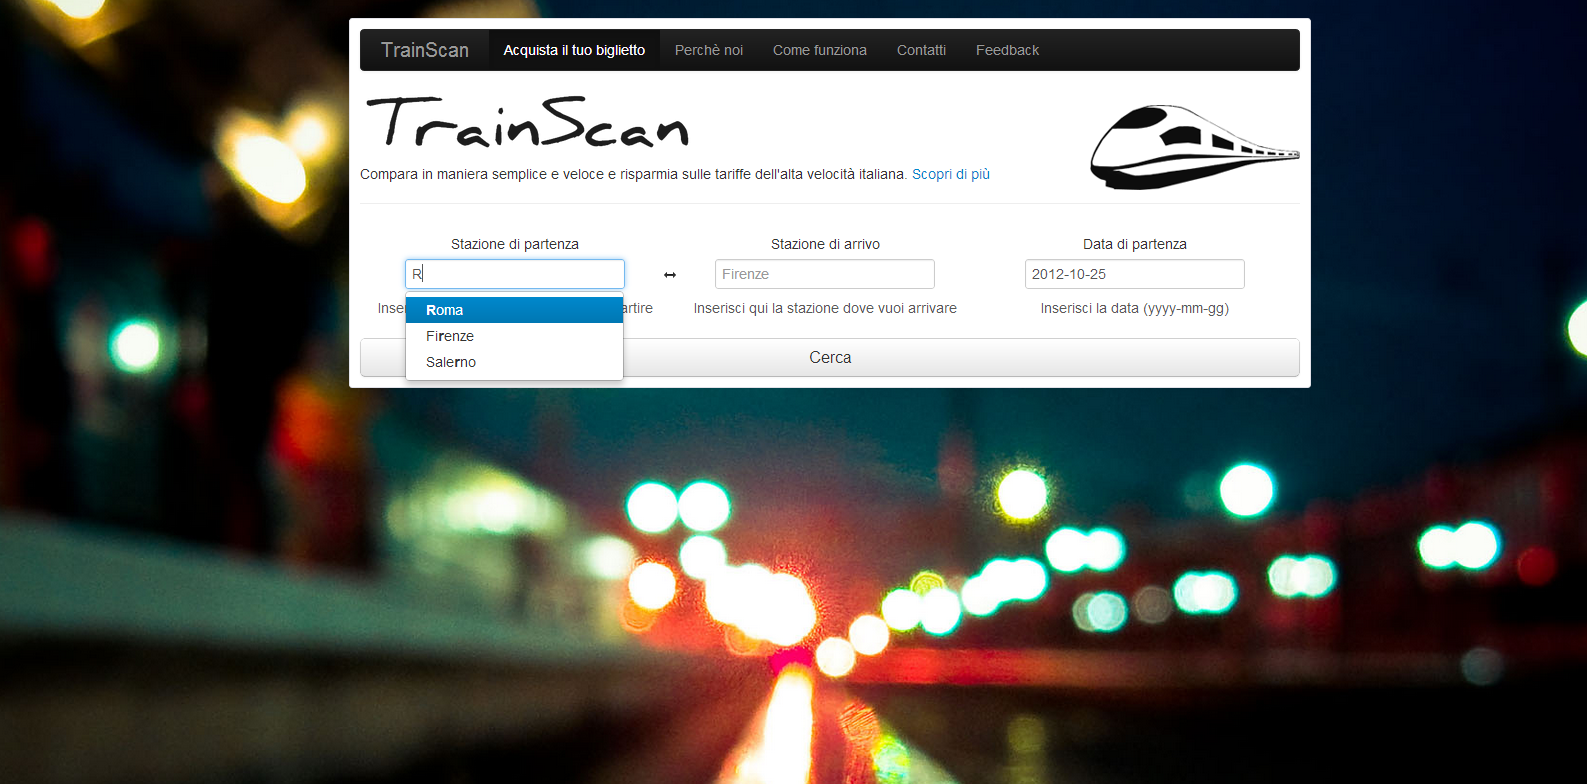 TrainScan Acquista il tuo biglietto Perchè noi Come funziona Contatti Feedback
TrainScan
Compara in maniera semplice e veloce e risparmia sulle tariffe dell'alta velocità italiana. Scopri di più
Stazione di partenza Stazione di arrivo Data di partenza
R Firenze 2012-10-25
Inserisci qui la stazione dove vuoi arrivare Inserisci la data (yyyy-mm-gg)
Roma
Firenze
Salerno
Cerca